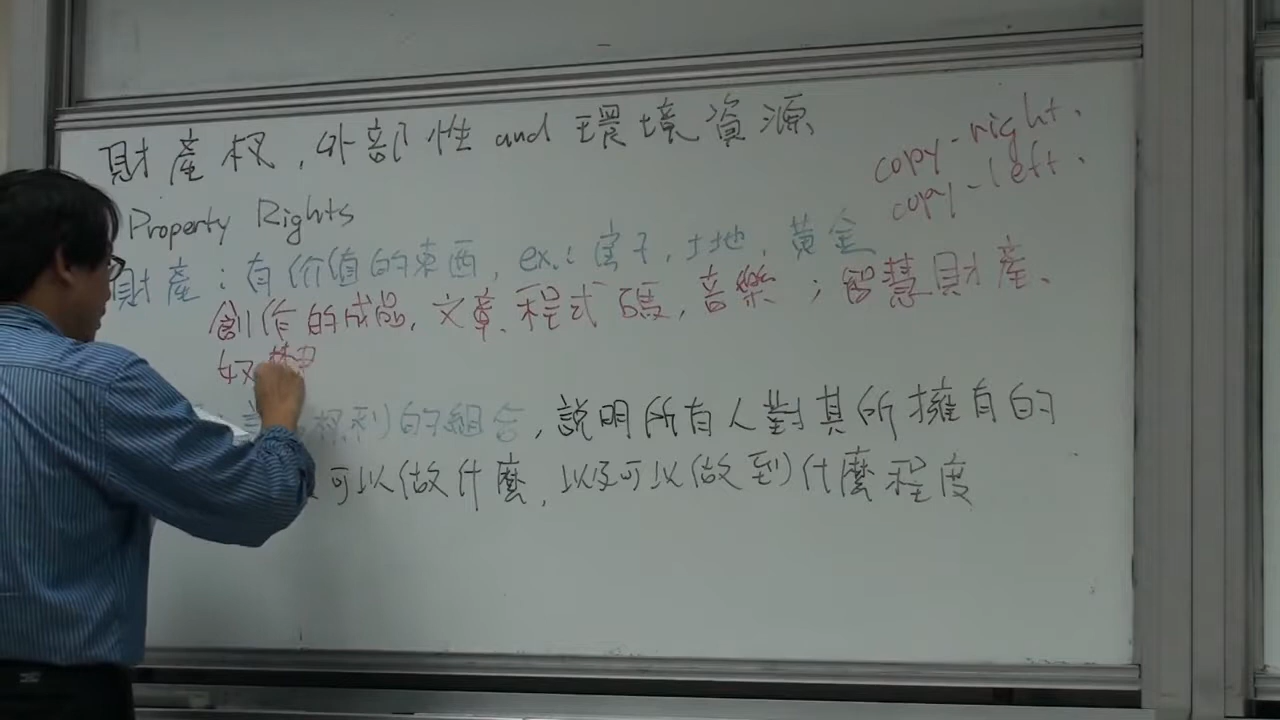 財產权，外部性 and 環境資源
copy-right.
copy-left.
Property Rights
財產：有价值的東西，ex.：房子，土地，黃金
創作的成品，文章、程式碼，音樂；智慧財產、
奴
权利的組合，說明所有人對其所擁有的
可以做什麼，以及可以做到什麼程度